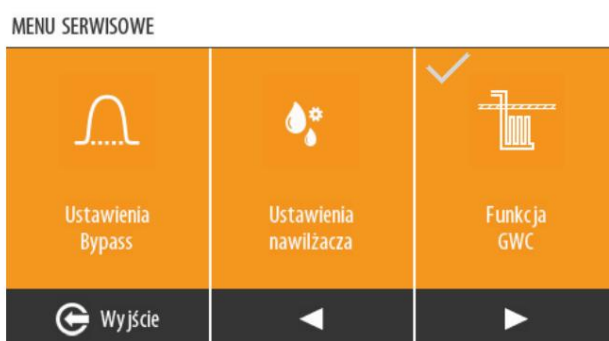 MENU SERWISOWE
Ustawienia
Bypass
Ustawienia
nawilżacza
Funkcja
GWC
Wyjście